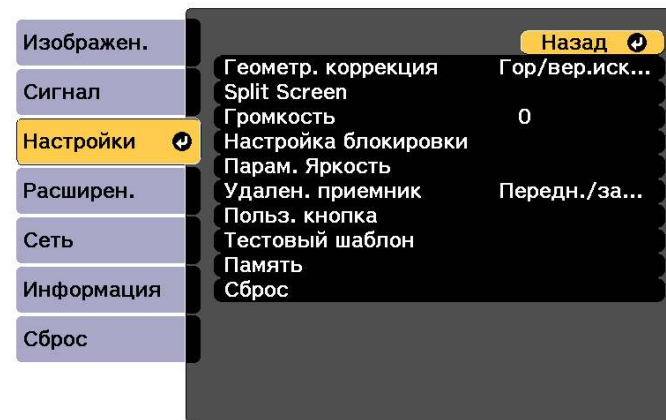 Изображен.
Сигнал
Настройки
Расширен.
Сеть
Информация
Сброс
Назад
Геометр. коррекция Гор/вер.иск...
Split Screen
Громкость 0
Настройка блокировки
Парам. Яркость
Удален. приемник Передн./за...
Польз. кнопка
Тестовый шаблон
Память
Сброс